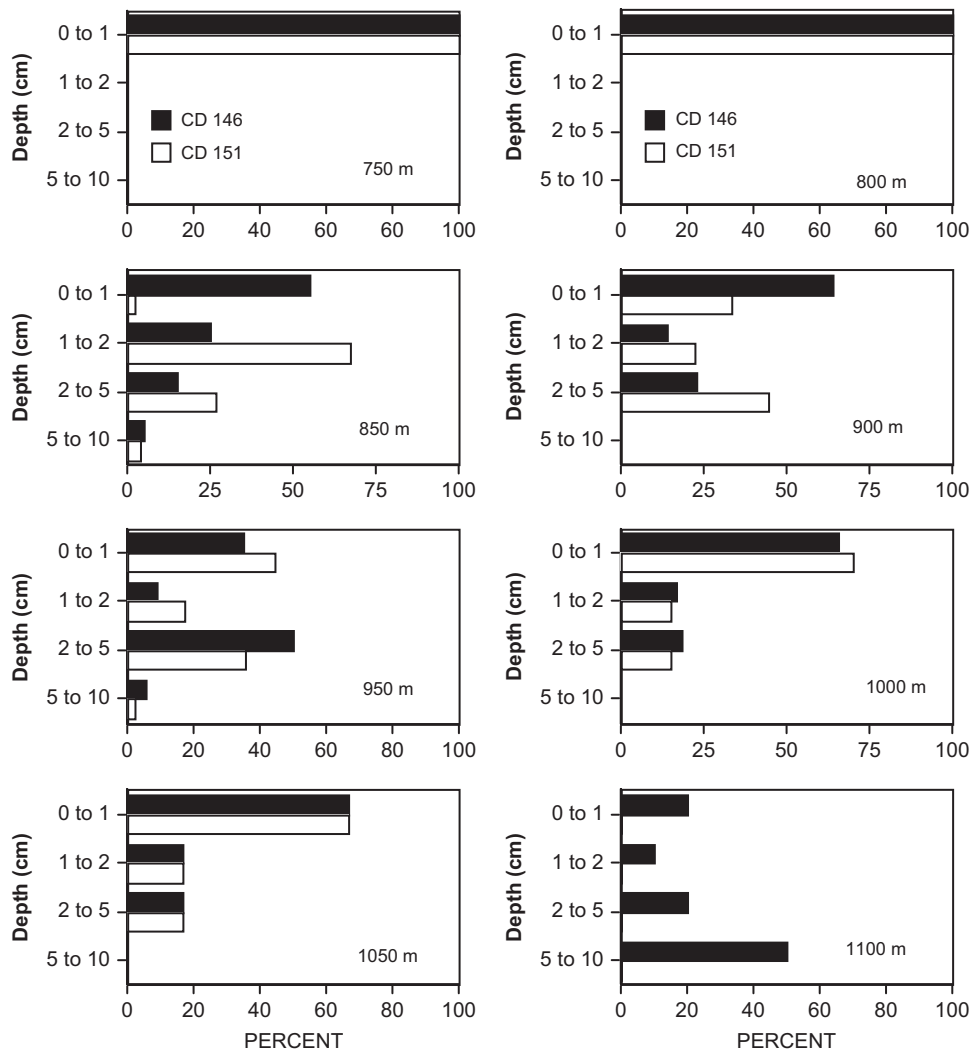 Depth (cm)
0 to 1
1 to 2
2 to 5
5 to 10
CD 146
CD 151
750 m
0 20 40 60 60 100
Depth (cm)
0 to 1
1 to 2
2 to 5
5 to 10
CD 146
CD 151
800 m
0 20 40 60 60 100
Depth (cm)
0 to 1
1 to 2
2 to 5
5 to 10
850 m
0 25 50 75 100
Depth (cm)
0 to 1
1 to 2
2 to 5
5 to 10
900 m
0 25 50 75 100
Depth (cm)
0 to 1
1 to 2
2 to 5
5 to 10
950 m
0 20 40 60 60 100
Depth (cm)
0 to 1
1 to 2
2 to 5
5 to 10
1000 m
0 25 50 75 100
Depth (cm)
0 to 1
1 to 2
2 to 5
5 to 10
1050 m
0 20 40 60 60 100
PERCENT
Depth (cm)
0 to 1
1 to 2
2 to 5
5 to 10
1100 m
0 20 40 60 60 100
PERCENT